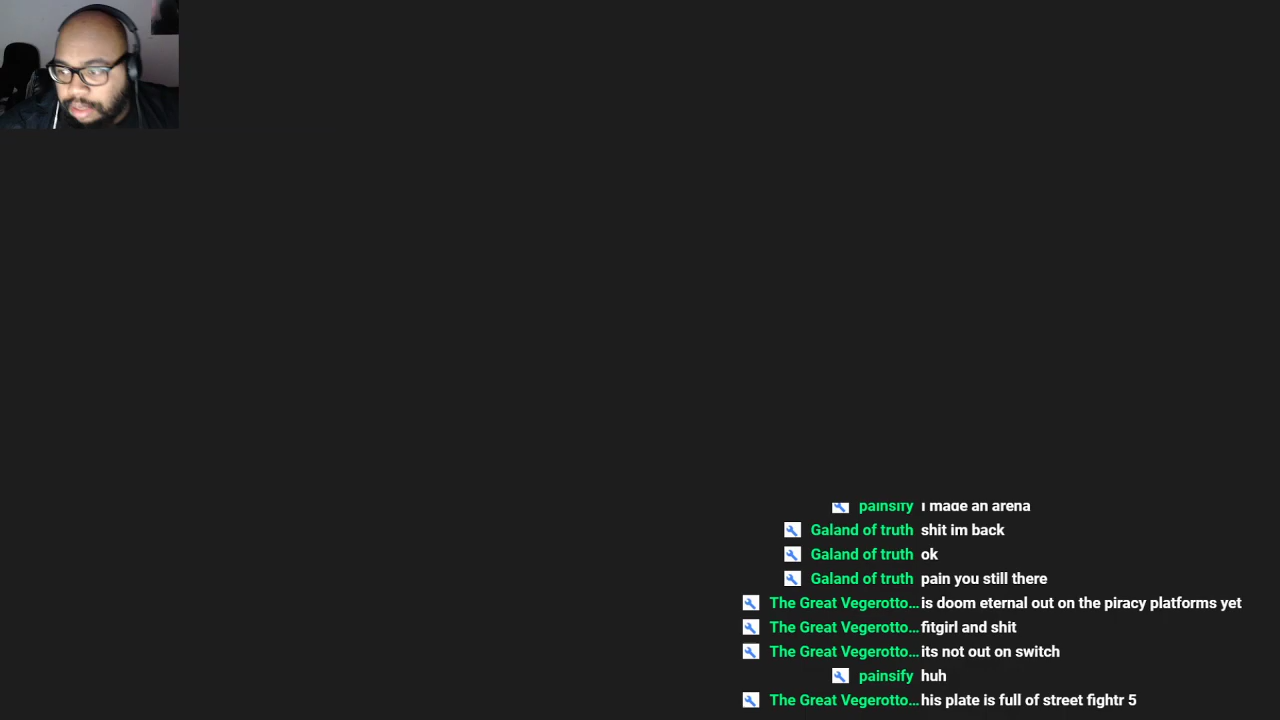 painsify i made an arena
Galand of truth shit im back
Galand of truth ok
Galand of truth pain you still there
The Great Vegerotto... is doom eternal out on the piracy platforms yet
The Great Vegerotto... fitgirl and shit
The Great Vegerotto... its not out on switch
painsify huh
The Great Vegerotto... his plate is full of street fightr 5